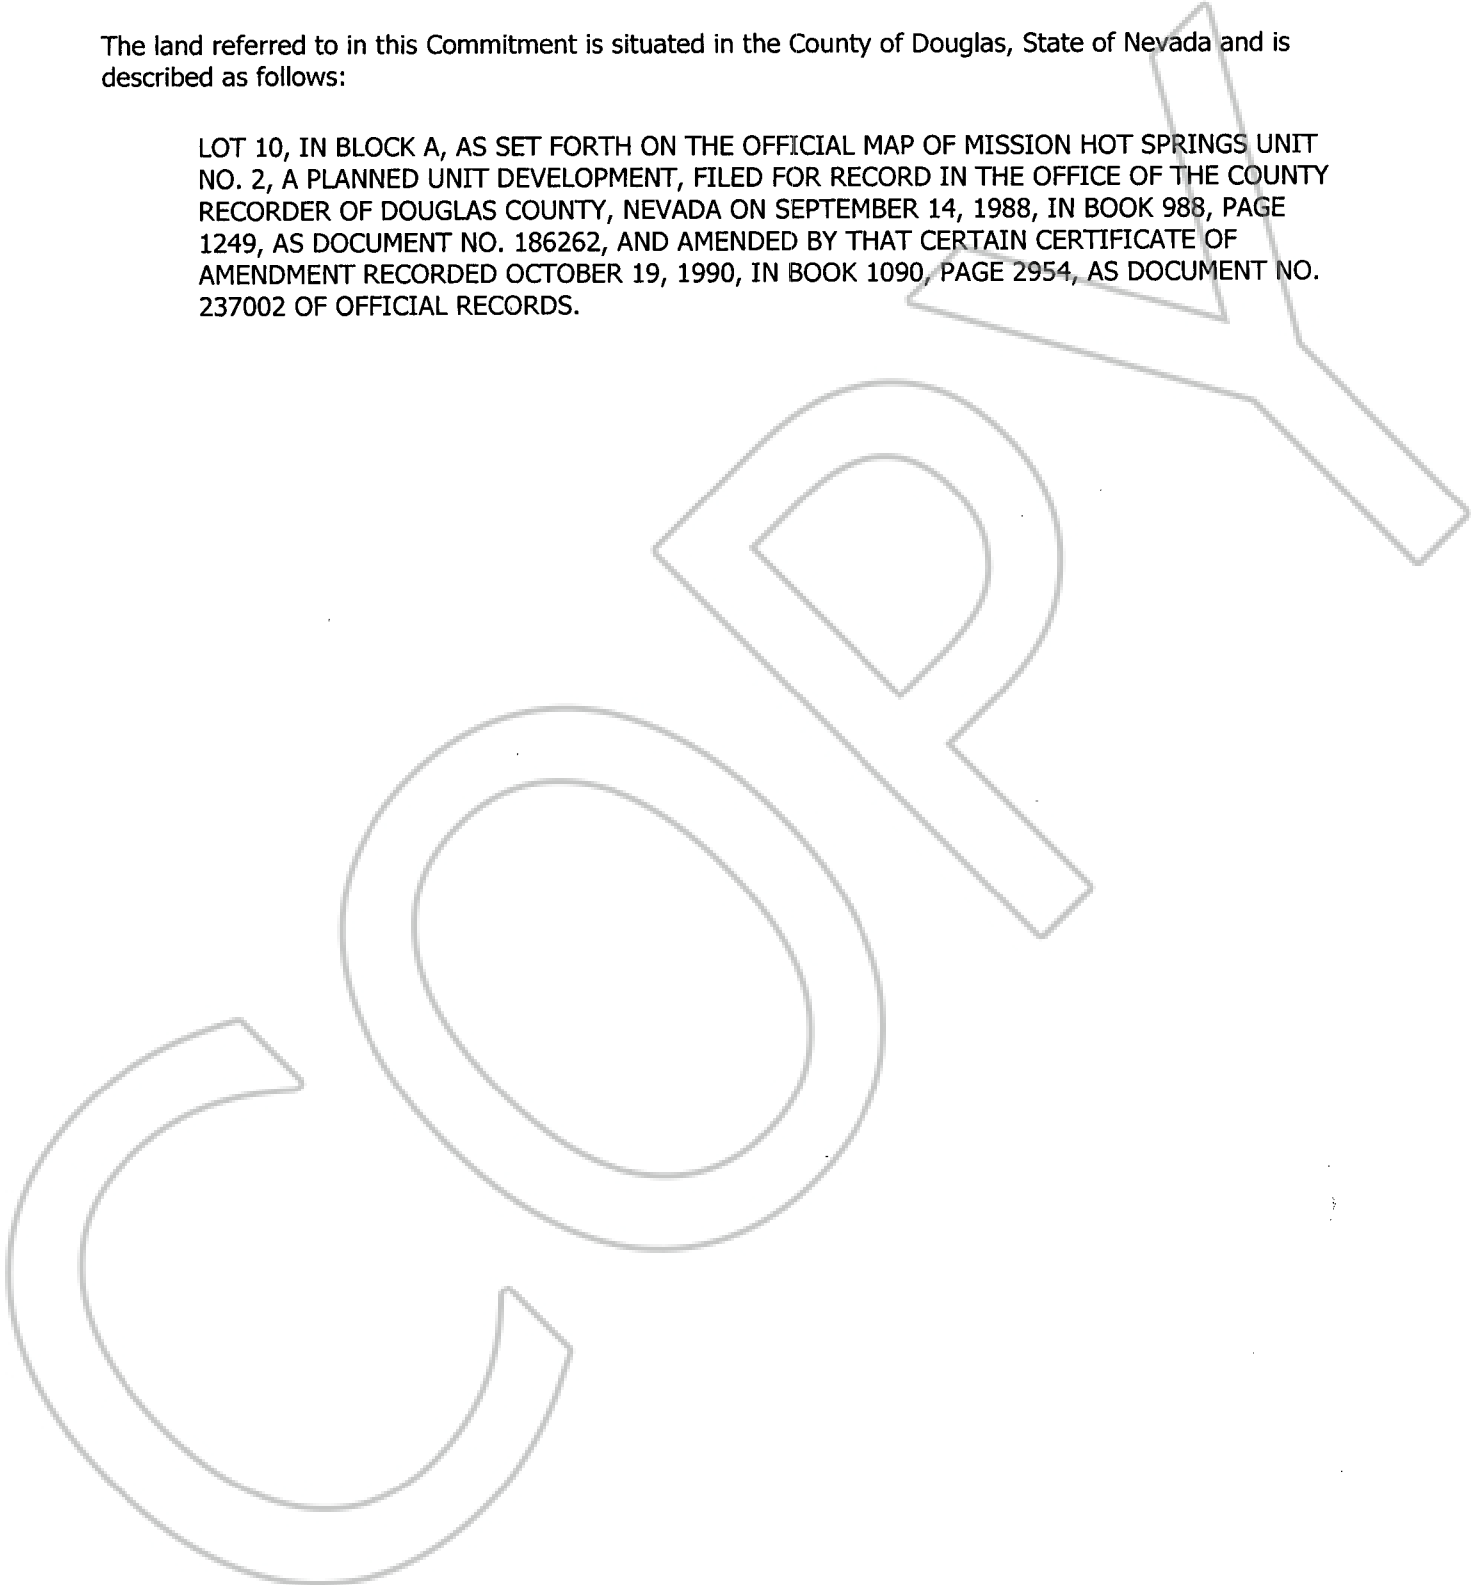 The land referred to in this Commitment is situated in the County of Douglas, State of Nevada and is
described as follows:
LOT 10, IN BLOCK A, AS SET FORTH ON THE OFFICIAL MAP OF MISSION HOT SPRINGS UNIT
NO. 2, A PLANNED UNIT DEVELOPMENT, FILED FOR RECORD IN THE OFFICE OF THE COUNTY
RECORDER OF DOUGLAS COUNTY, NEVADA ON SEPTEMBER 14, 1988, IN BOOK 988, PAGE
1249, AS DOCUMENT NO. 186262, AND AMENDED BY THAT CERTAIN CERTIFICATE OF
AMENDMENT RECORDED OCTOBER 19, 1990, IN BOOK 1090, PAGE 2954, AS DOCUMENT NO.
237002 OF OFFICIAL RECORDS.
COPY